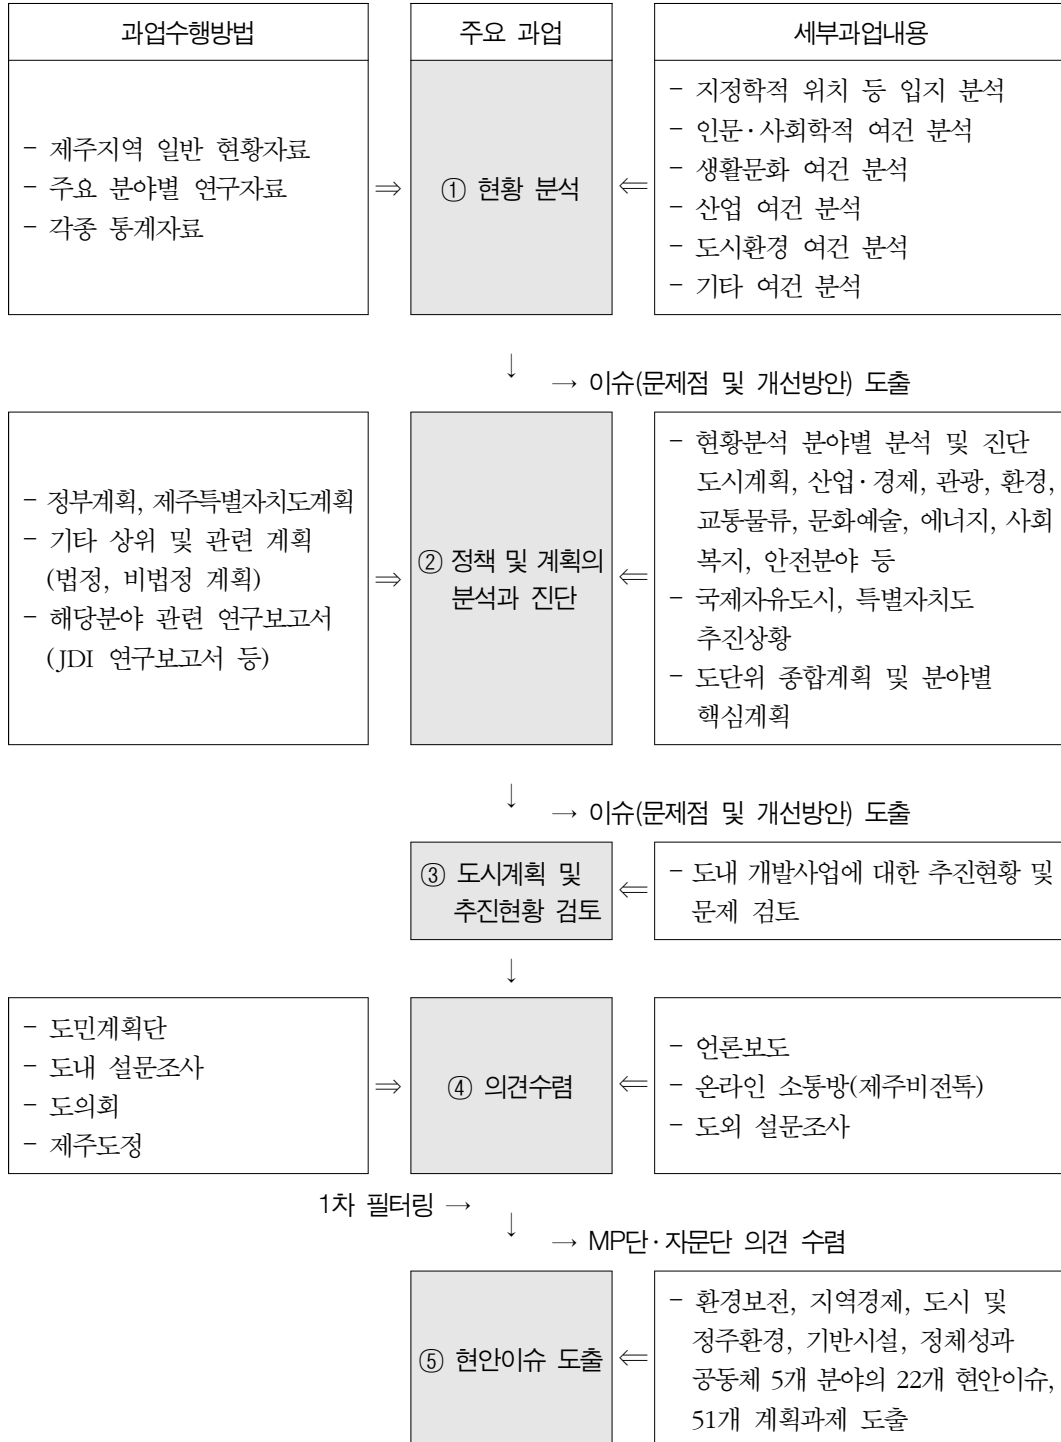 과업수행방법
주요 과업
세부과업내용
- 제주지역 일반 현황자료
- 주요 분야별 연구자료
- 각종 통계자료
⇒
① 현황 분석
⇐
- 지정학적 위치 등 입지 분석
- 인문·사회학적 여건 분석
- 생활문화 여건 분석
- 산업 여건 분석
- 도시환경 여건 분석
- 기타 여건 분석
↓
→ 이슈(문제점 및 개선방안) 도출
- 정부계획, 제주특별자치도계획
- 기타 상위 및 관련 계획
(법정, 비법정 계획)
- 해당분야 관련 연구보고서
(JDI 연구보고서 등)
⇒
② 정책 및 계획의
분석과 진단
⇐
- 현황분석 분야별 분석 및 진단
도시계획, 산업·경제, 관광, 환경,
교통물류, 문화예술, 에너지, 사회
복지, 안전분야 등
- 국제자유도시, 특별자치도
추진상황
- 도단위 종합계획 및 분야별
핵심계획
↓
→ 이슈(문제점 및 개선방안) 도출
③ 도시계획 및
추진현황 검토
⇐
- 도내 개발사업에 대한 추진현황 및
문제 검토
↓
- 도민계획단
- 도내 설문조사
- 도의회
- 제주도정
⇒
④ 의견수렴
⇐
- 언론보도
- 온라인 소통방(제주비전톡)
- 도외 설문조사
1차 필터링 →
↓
→ MP단·자문단 의견 수렴
⑤ 현안이슈 도출
⇐
- 환경보전, 지역경제, 도시 및
정주환경, 기반시설, 정체성과
공동체 5개 분야의 22개 현안이슈,
51개 계획과제 도출